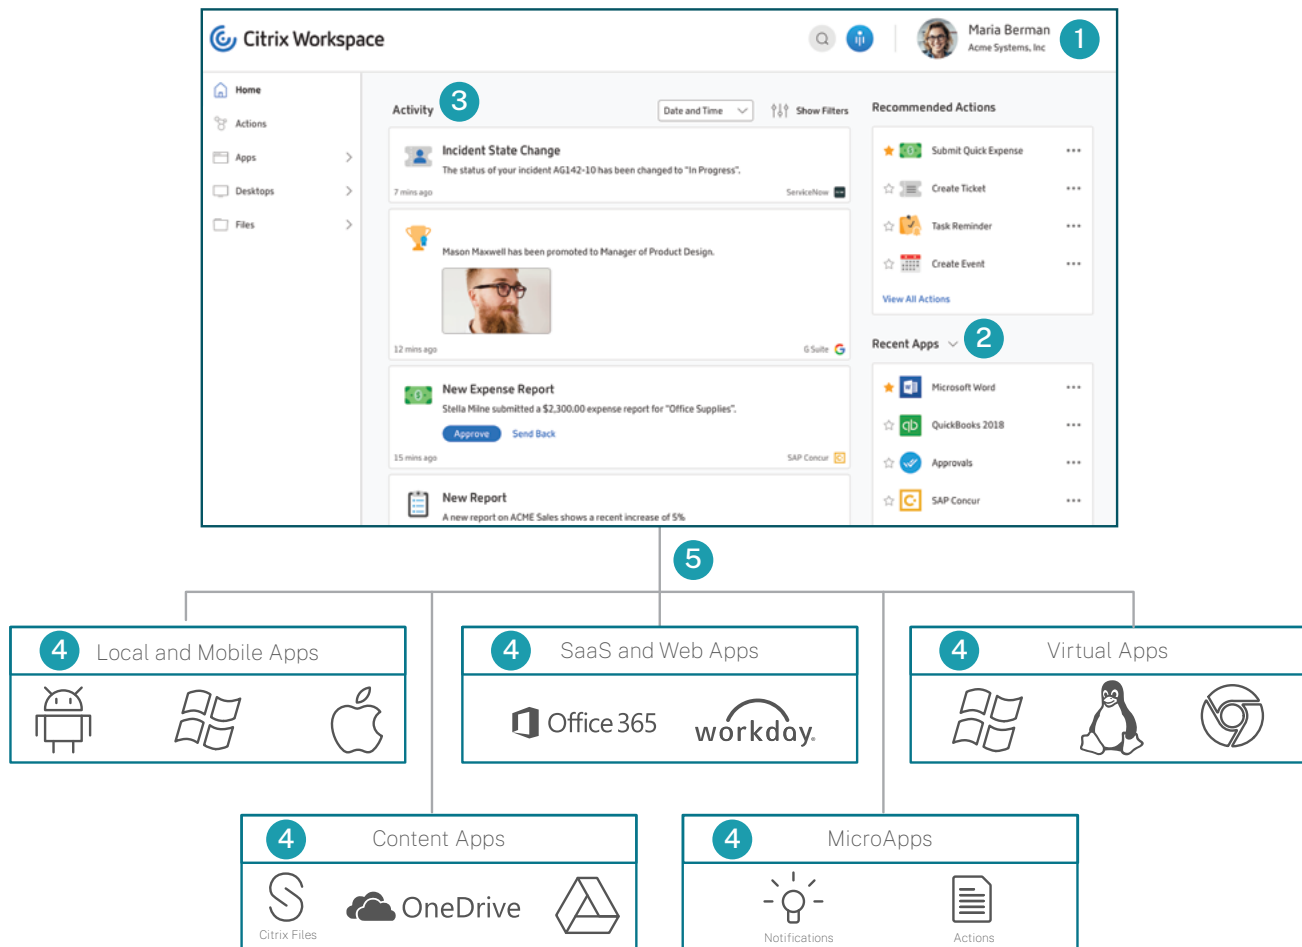 Citrix Workspace
Maria Berman
Acme Systems, Inc
1
Home
Actions
Apps
Desktops
Files
Activity
3
Date and Time
Show Filters
Incident State Change
The status of your incident AG142-10 has been changed to "In Progress".
7 mins ago
ServiceNow
Mason Maxwell has been promoted to Manager of Product Design.
12 mins ago
G Suite
New Expense Report
Stella Milne submitted a $2,300.00 expense report for "Office Supplies".
Approve
Send Back
15 mins ago
SAP Concur
New Report
A new report on ACME Sales shows a recent increase of 5%
Recommended Actions
Submit Quick Expense
Create Ticket
Task Reminder
Create Event
View All Actions
Recent Apps
2
Microsoft Word
QuickBooks 2018
Approvals
SAP Concur
5
4
Local and Mobile Apps
4
SaaS and Web Apps
Office 365
workday.
4
Virtual Apps
4
Content Apps
Citrix Files
OneDrive
4
MicroApps
Notifications
Actions